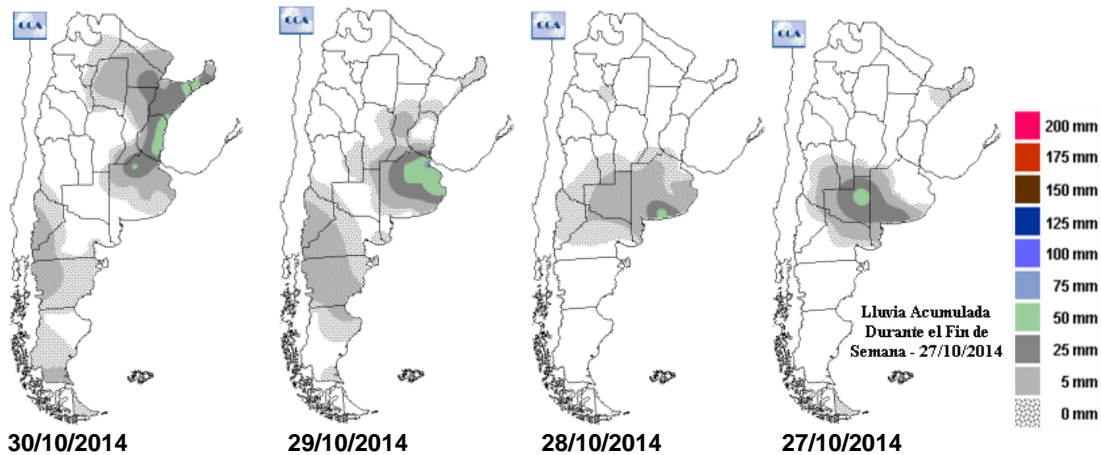 CCA
CCA
CCA
CCA
200 mm
175 mm
150 mm
125 mm
100 mm
75 mm
50 mm
25 mm
5 mm
0 mm
Lluvia Acumulada
Durante el Fin de
Semana - 27/10/2014
30/10/2014
29/10/2014
28/10/2014
27/10/2014